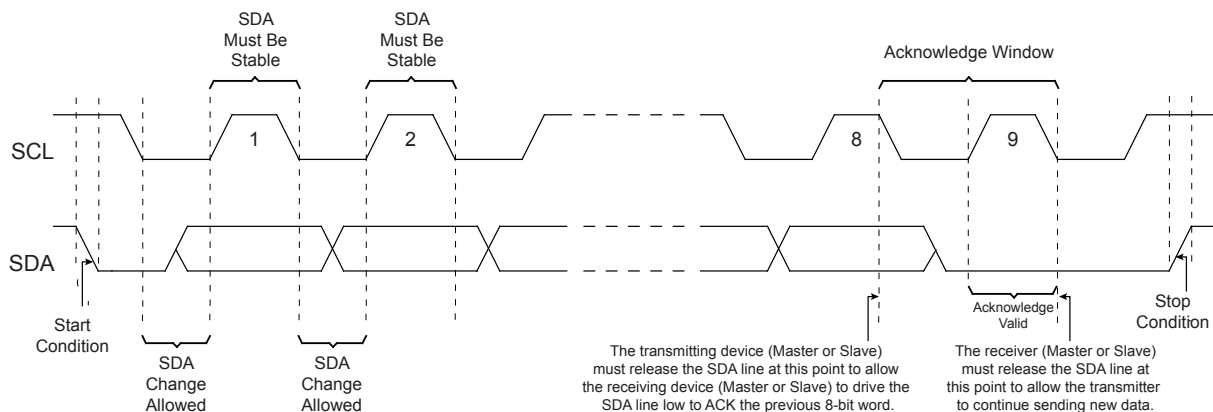 SDA
Must Be
Stable
SDA
Must Be
Stable
Acknowledge Window
SCL
1
2
8
9
SDA
Start
Condition
Acknowledge
Valid
Stop
Condition
SDA
Change
Allowed
SDA
Change
Allowed
The transmitting device (Master or Slave)
must release the SDA line at this point to allow
the receiving device (Master or Slave) to drive the
SDA line low to ACK the previous 8-bit word.
The receiver (Master or Slave)
must release the SDA line at
this point to allow the transmitter
to continue sending new data.